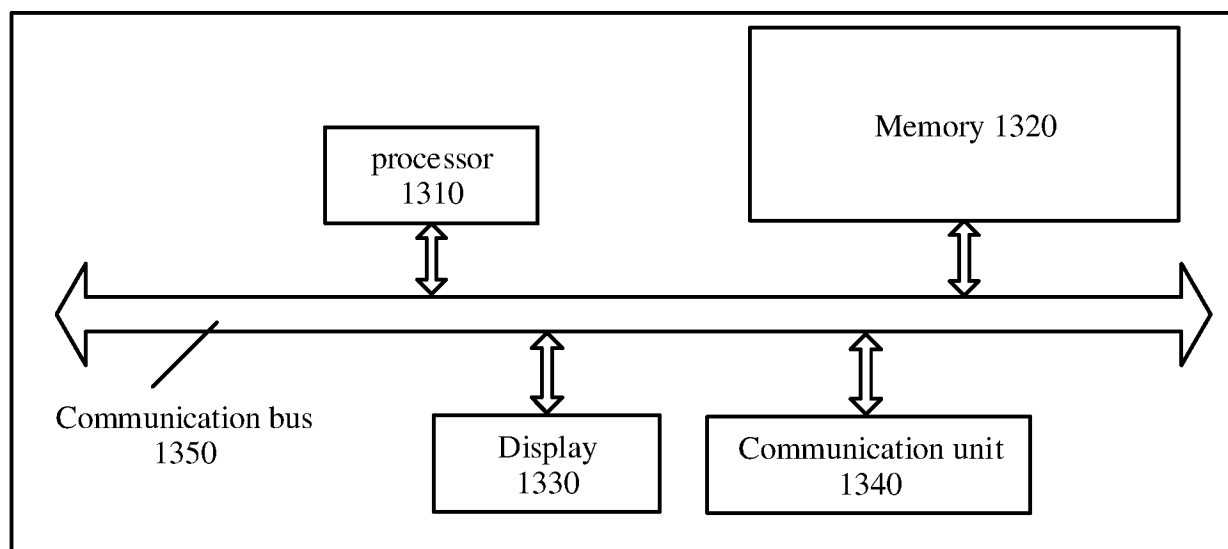 Memory 1320
processor
1310
Communication bus
1350
Display
1330
Communication unit
1340